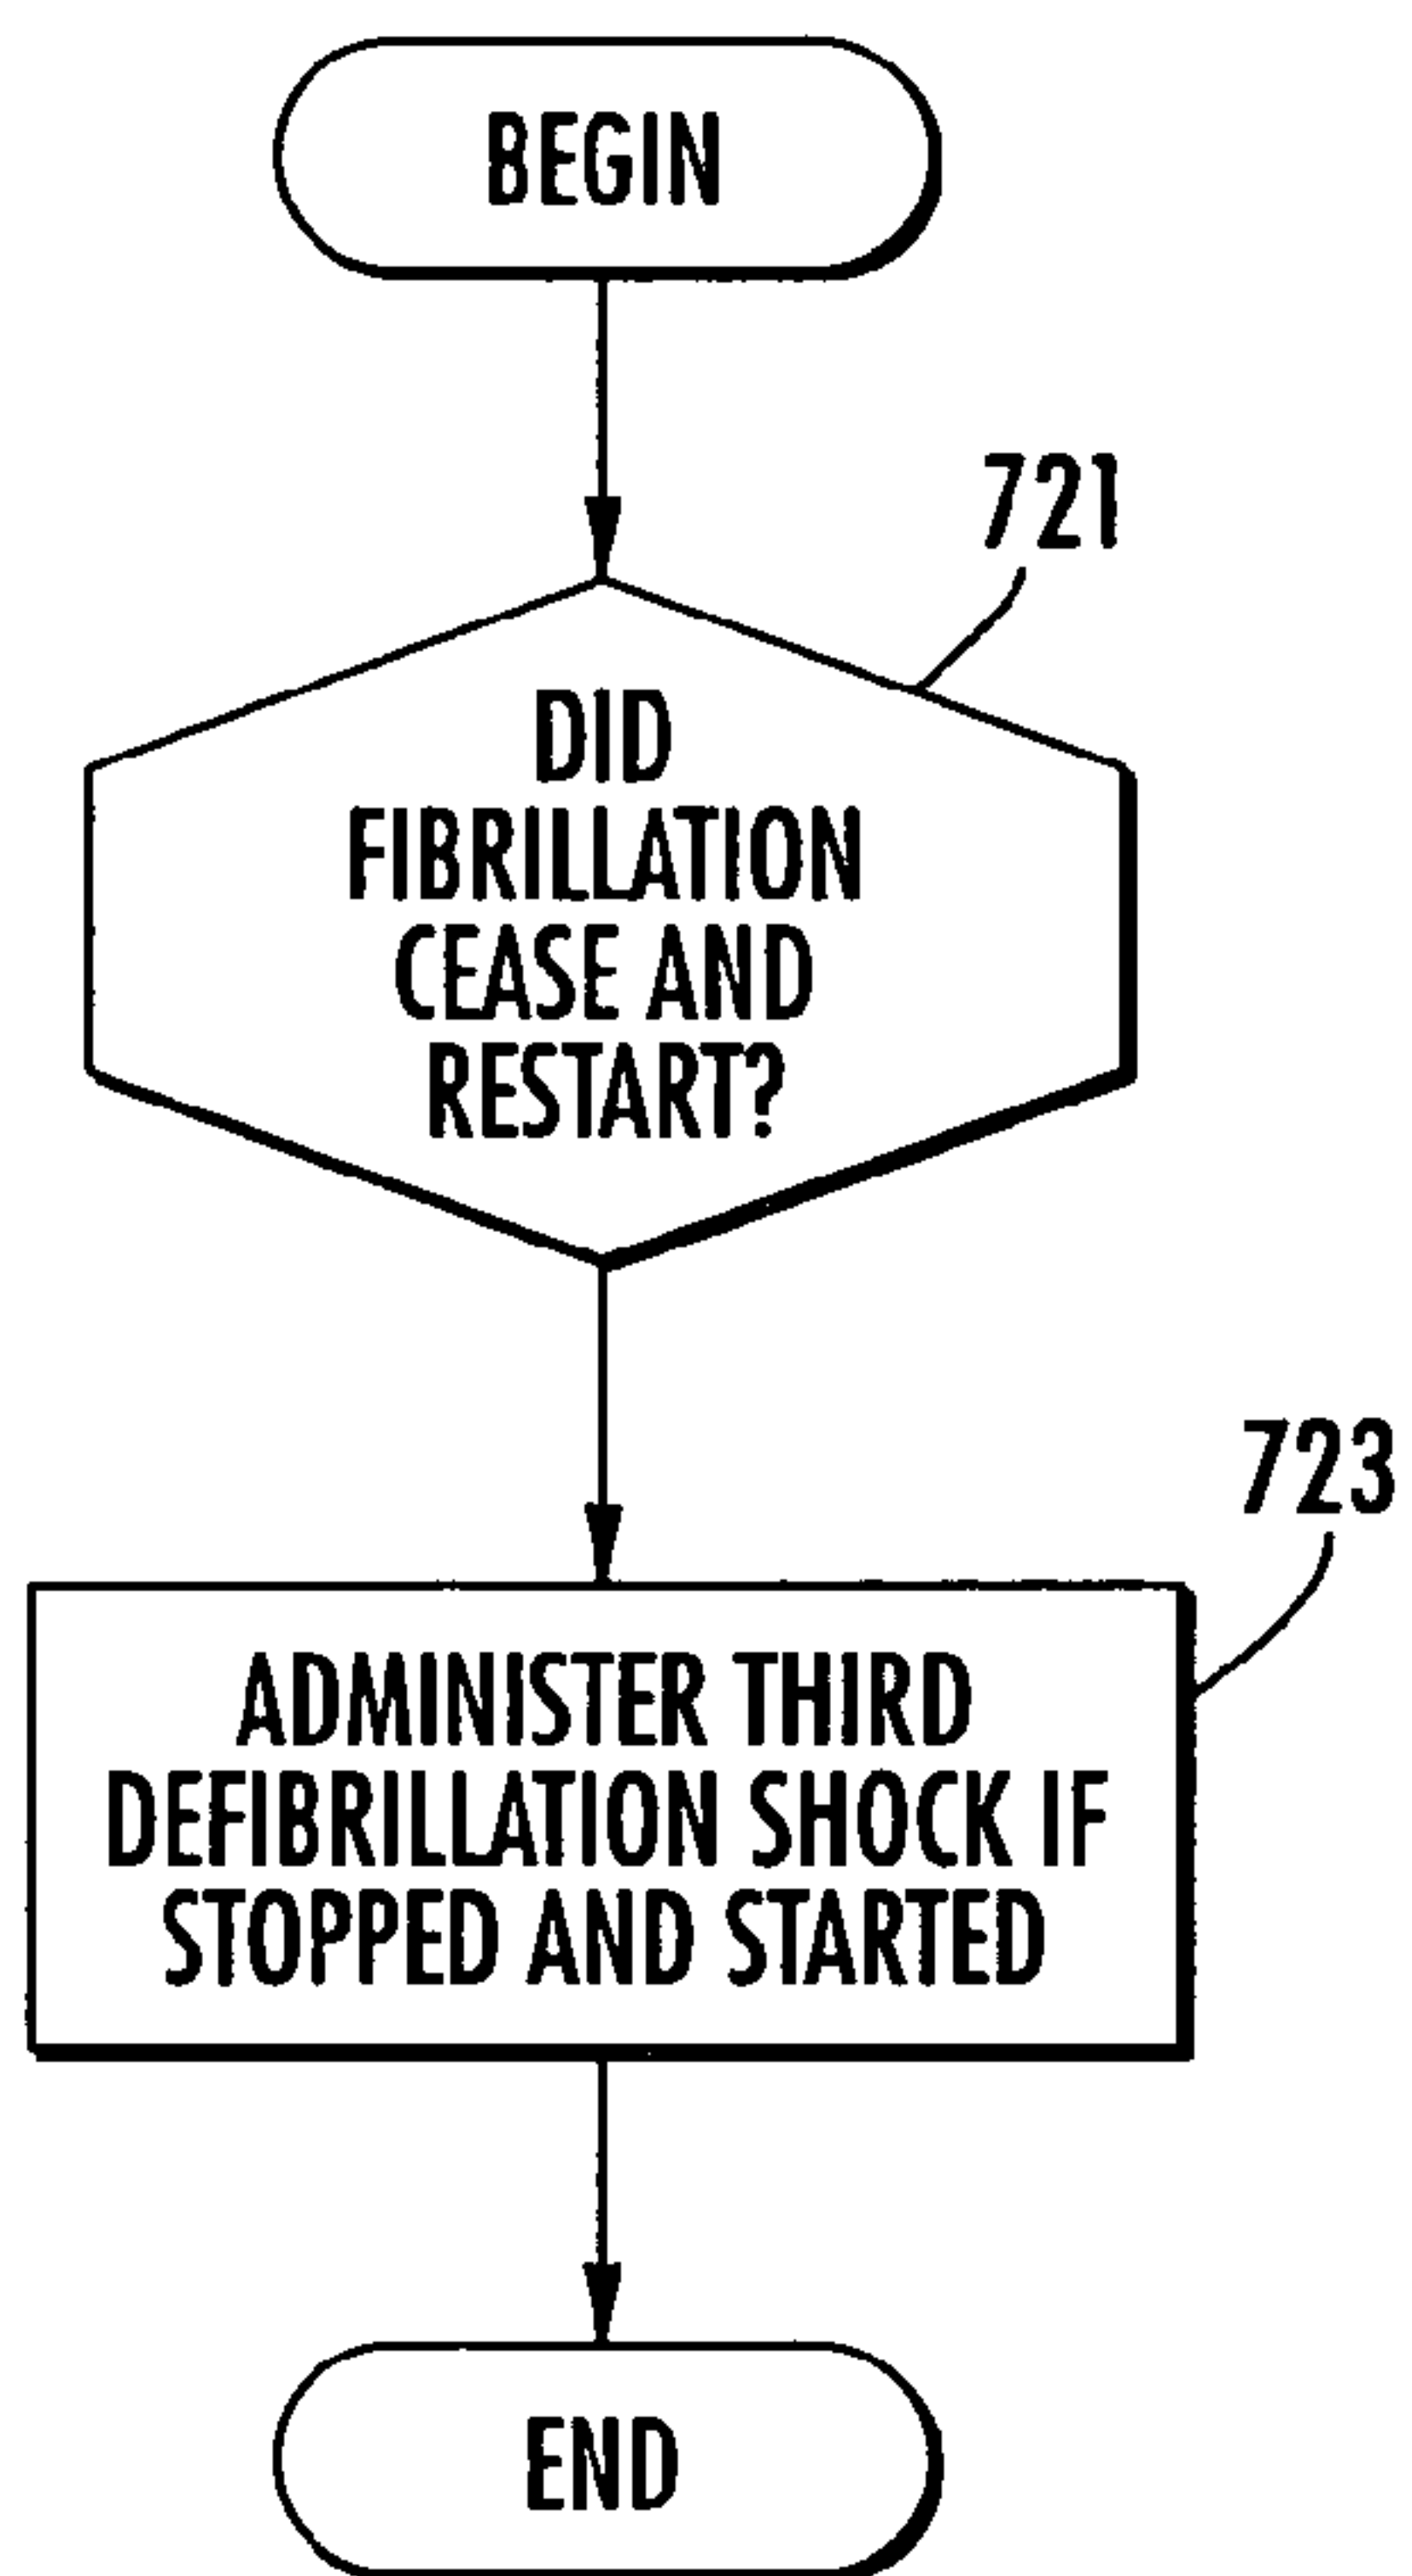 BEGIN
721
DID
FIBRILLATION
CEASE AND
RESTART?
723
ADMINISTER THIRD
DEFIBRILLATION SHOCK IF
STOPPED AND STARTED
END